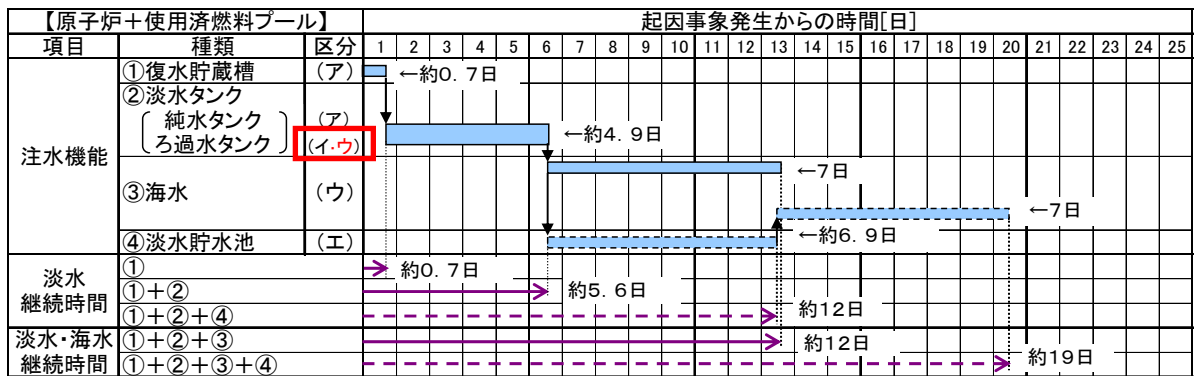 【原子炉+使用済燃料プール】 起因事象発生からの時間[日]
項目 種類 区分 1 2 3 4 5 6 7 8 9 10 11 12 13 14 15 16 17 18 19 20 21 22 23 24 25
注水機能
①復水貯蔵槽 (ア) ←約0.7日
②淡水タンク
純水タンク (ア)
ろ過水タンク (イ・ウ) ←約4.9日
③海水 (ウ) ←7日
←7日
④淡水貯水池 (エ) ←約6.9日
淡水
継続時間
① 約0.7日
①+② 約5.6日
①+②+④ 約12日
淡水・海水
継続時間
①+②+③ 約12日
①+②+③+④ 約19日